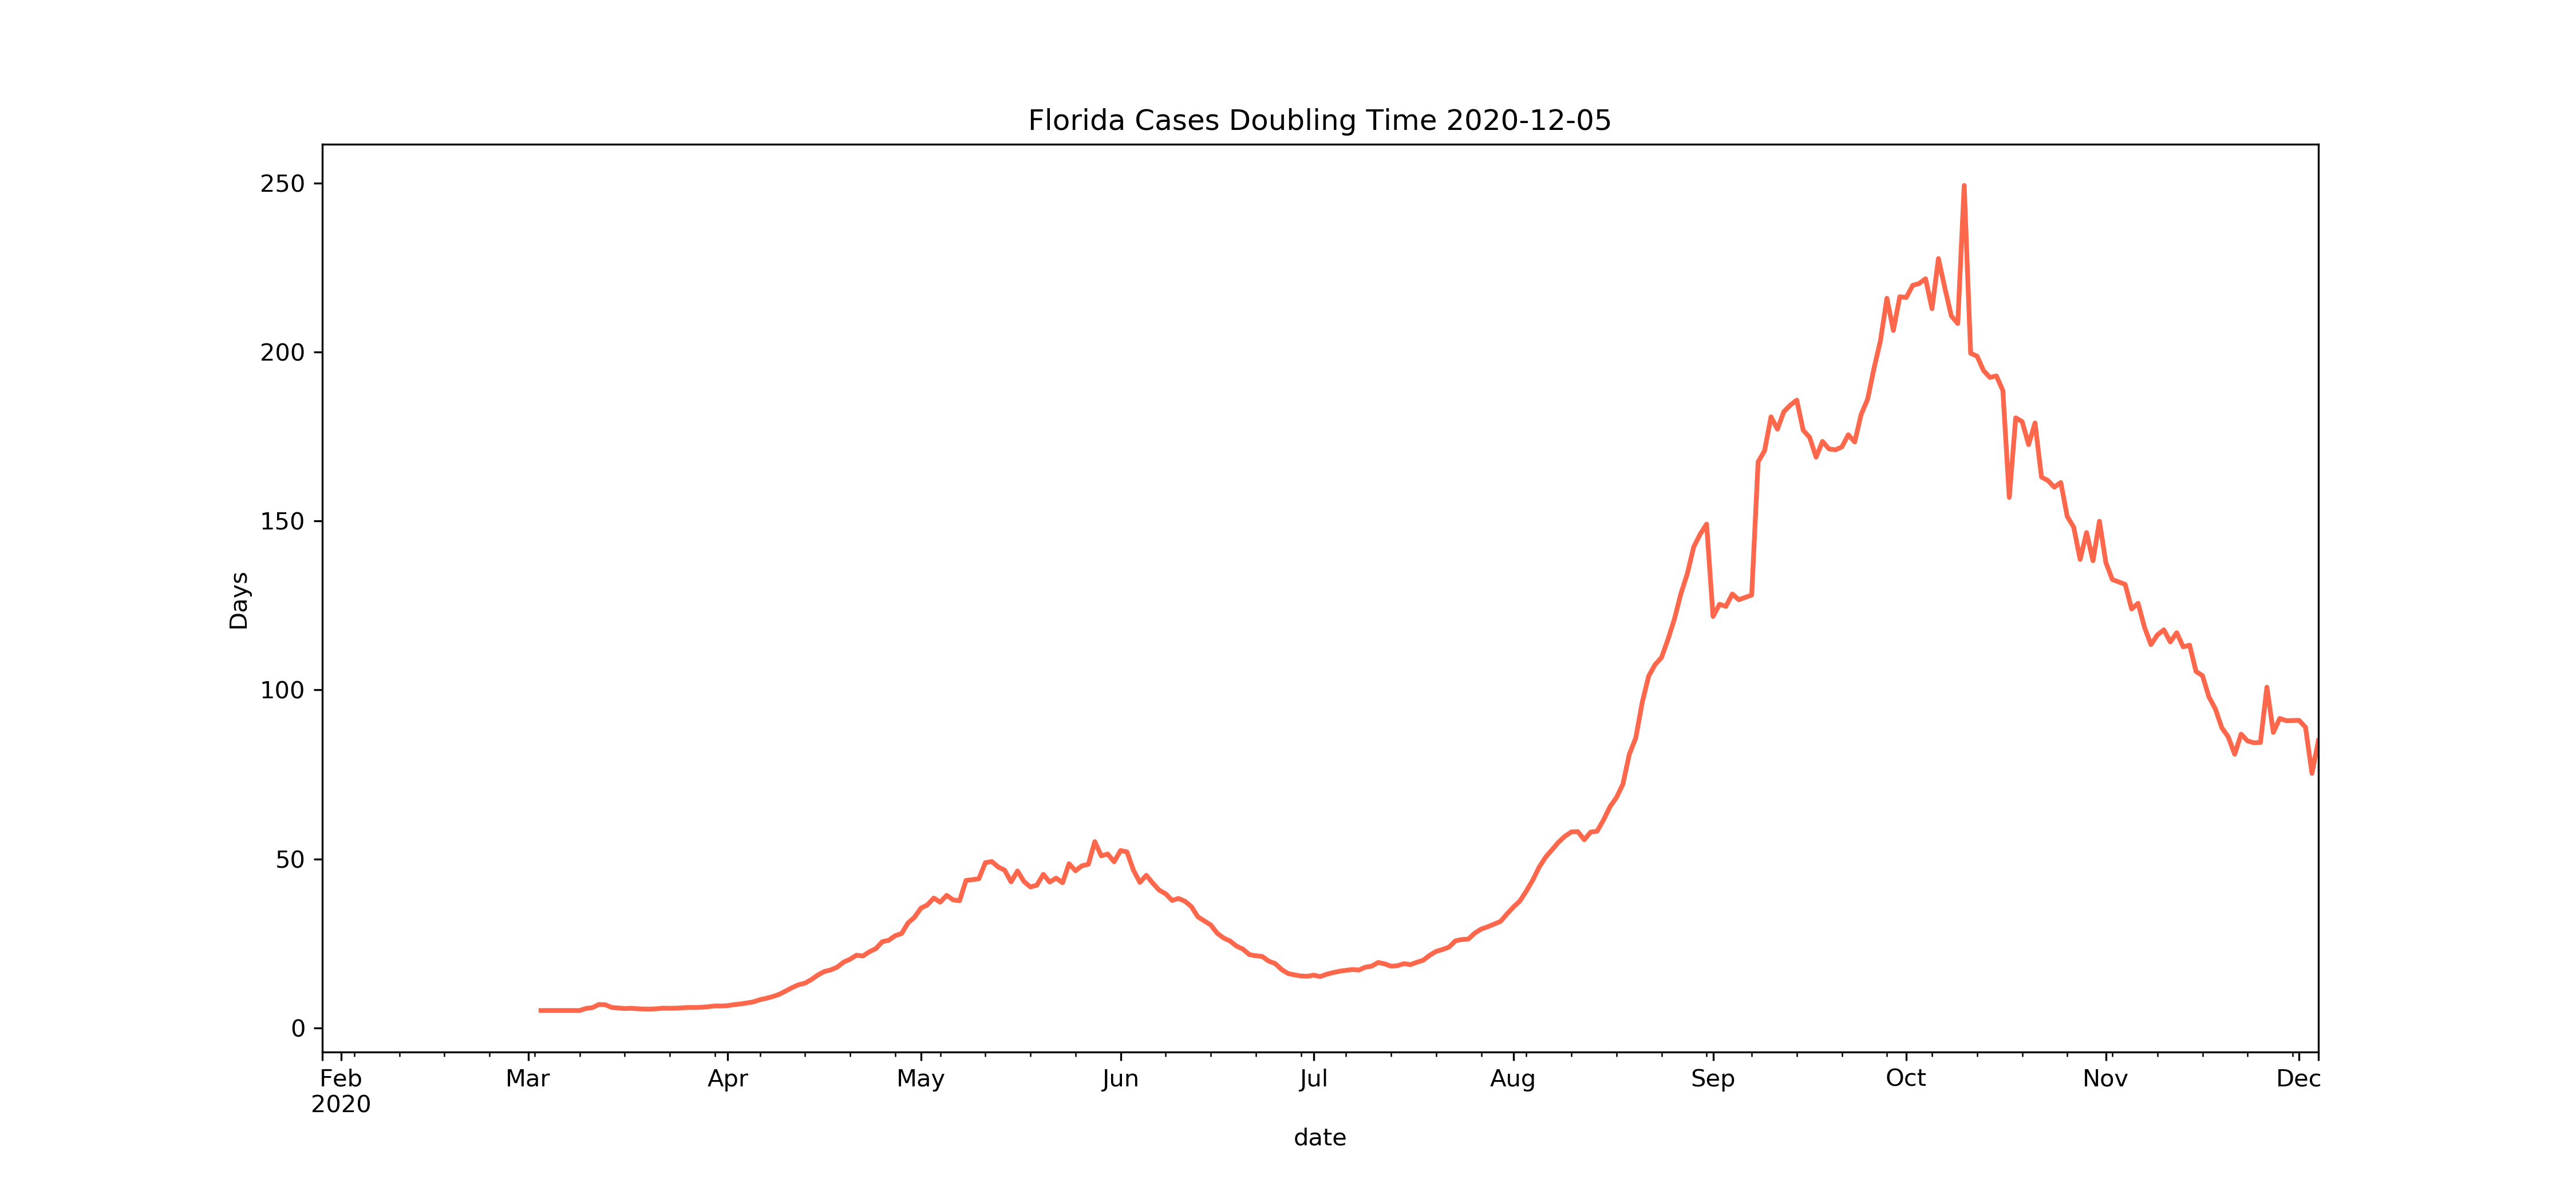 Florida Cases Doubling Time 2020-12-05
250
200
150
100
50
0
Days
Feb Mar Apr May Jun Jul Aug Sep Oct Nov Dec
2020
date